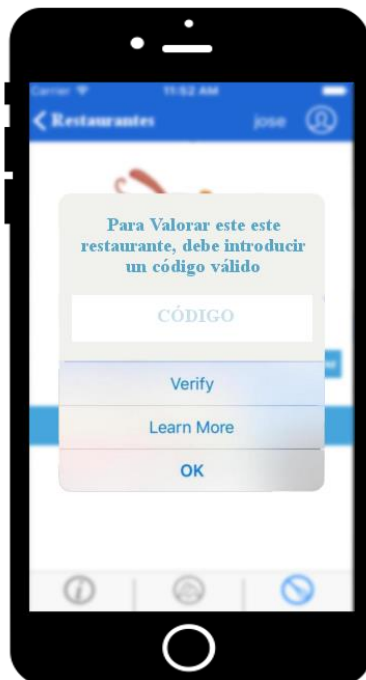 Carrier 11:52 AM
Restaurantes jose
Para Valorar este este
restaurante, debe introducir
un código válido
CÓDIGO
Verify
Learn More
OK